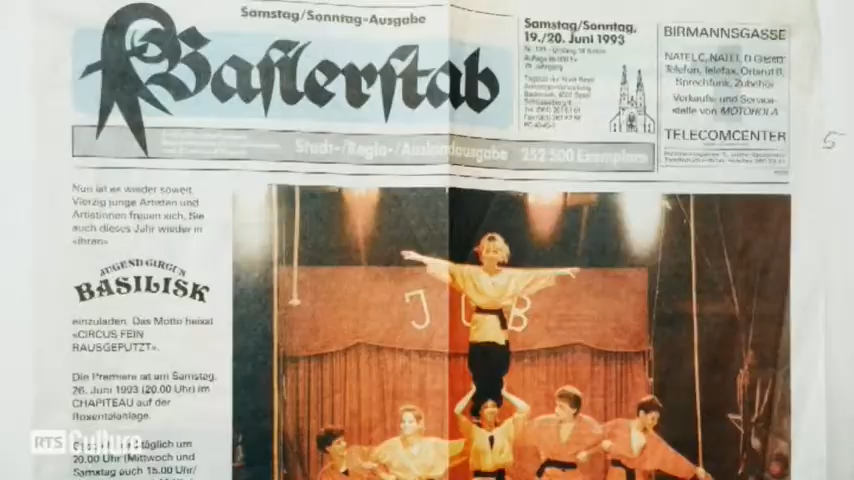 Samstag/Sonntag-Ausgabe
Baslerstab
Samstag/Sonntag,
19./20. Juni 1993
Stadt-/Regio-/Auslandausgabe 252 500 Exemplare
BIRMANNSGASSE
NATEL C, NATEL D
Telefon, Telefax,
Sprechfunk, Zubehör
Verkaufs- und Service-
stelle von MOTOROLA
TELECOMCENTER
5
Nun ist es wieder soweit.
Vierzig junge Artisten und
Artistinnen freuen sich, Sie
auch dieses Jahr wieder in
«ihren»
JUGEND CIRCUS
BASILISK
einzuladen. Das Motto heisst
«CIRCUS FEIN
RAUSGEPUTZT».
Die Premiere ist am Samstag,
26. Juni 1993 (20.00 Uhr) im
CHAPITEAU auf der
Rosentalanlage.
täglich um
20.00 Uhr (Mittwoch und
Samstag auch 15.00 Uhr/
J C B
RTS Culture